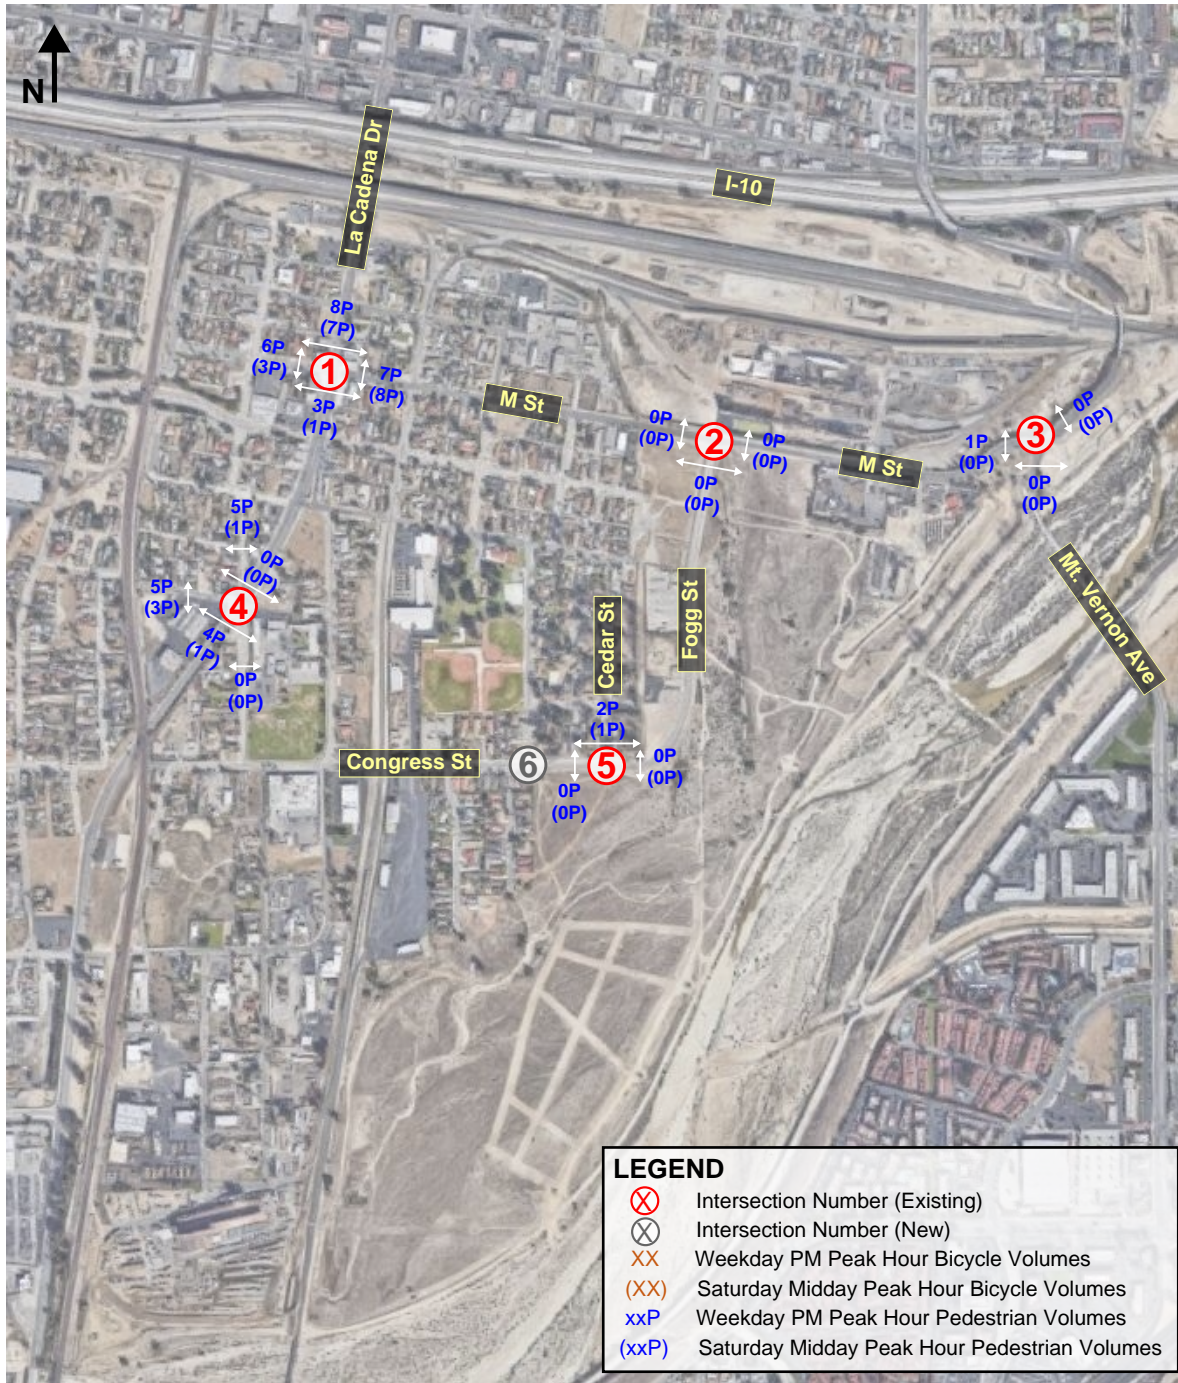 N
La Cadena Dr
I-10
8P
(7P)
6P
(3P)
1
7P
(8P)
3P
(1P)
M St
0P
(0P)
2
0P
(0P)
0P
(0P)
M St
1P
(0P)
3
0P
(0P)
0P
(0P)
Mt. Vernon Ave
5P
(1P)
0P
(0P)
5P
(3P)
4
4P
(1P)
0P
(0P)
Cedar St
Fogg St
2P
(1P)
Congress St
6
5
0P
(0P)
0P
(0P)
LEGEND
X Intersection Number (Existing)
X Intersection Number (New)
XX Weekday PM Peak Hour Bicycle Volumes
(XX) Saturday Midday Peak Hour Bicycle Volumes
xxP Weekday PM Peak Hour Pedestrian Volumes
(xxP) Saturday Midday Peak Hour Pedestrian Volumes